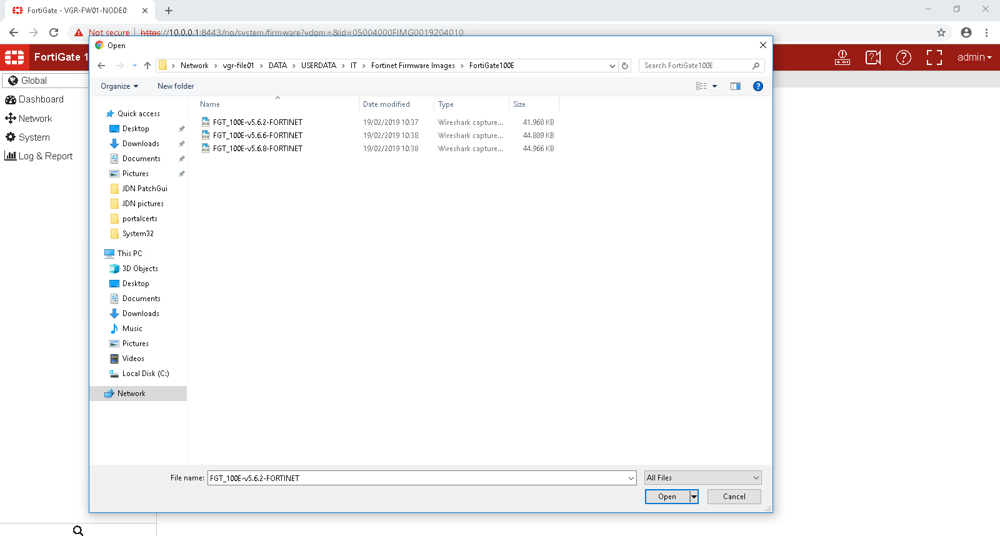 FortiGate - VGR-FW01-NODE0
Not secure | https://10.0.0.1:8443/ng/system/firmware?vdom=&id=05004000FIMG0019204010
Open
FortiGate 1
Network > vgr-file01 > DATA > USERDATA > IT > Fortinet Firmware Images > FortiGate100E
Search FortiGate100E
admin
Global
Organize
New folder
Dashboard
Network
System
Log & Report
Quick access
Desktop
Downloads
Documents
Pictures
JDN PatchGui
JDN pictures
portalcerts
System32
This PC
3D Objects
Desktop
Documents
Downloads
Music
Pictures
Videos
Local Disk (C:)
Network
Name Date modified Type Size
FGT_100E-v5.6.2-FORTINET 19/02/2019 10:37 Wireshark capture... 41.968 KB
FGT_100E-v5.6.6-FORTINET 19/02/2019 10:38 Wireshark capture... 44.889 KB
FGT_100E-v5.6.8-FORTINET 19/02/2019 10:38 Wireshark capture... 44.966 KB
File name: FGT_100E-v5.6.2-FORTINET
All Files
Open
Cancel